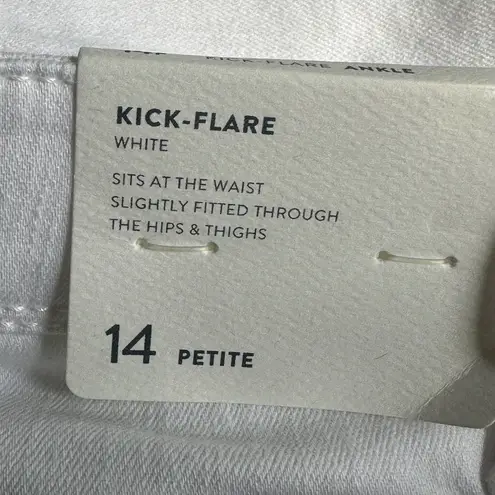 KICK-FLARE ANKLE
KICK-FLARE
WHITE
SITS AT THE WAIST
SLIGHTLY FITTED THROUGH
THE HIPS & THIGHS
14 PETITE